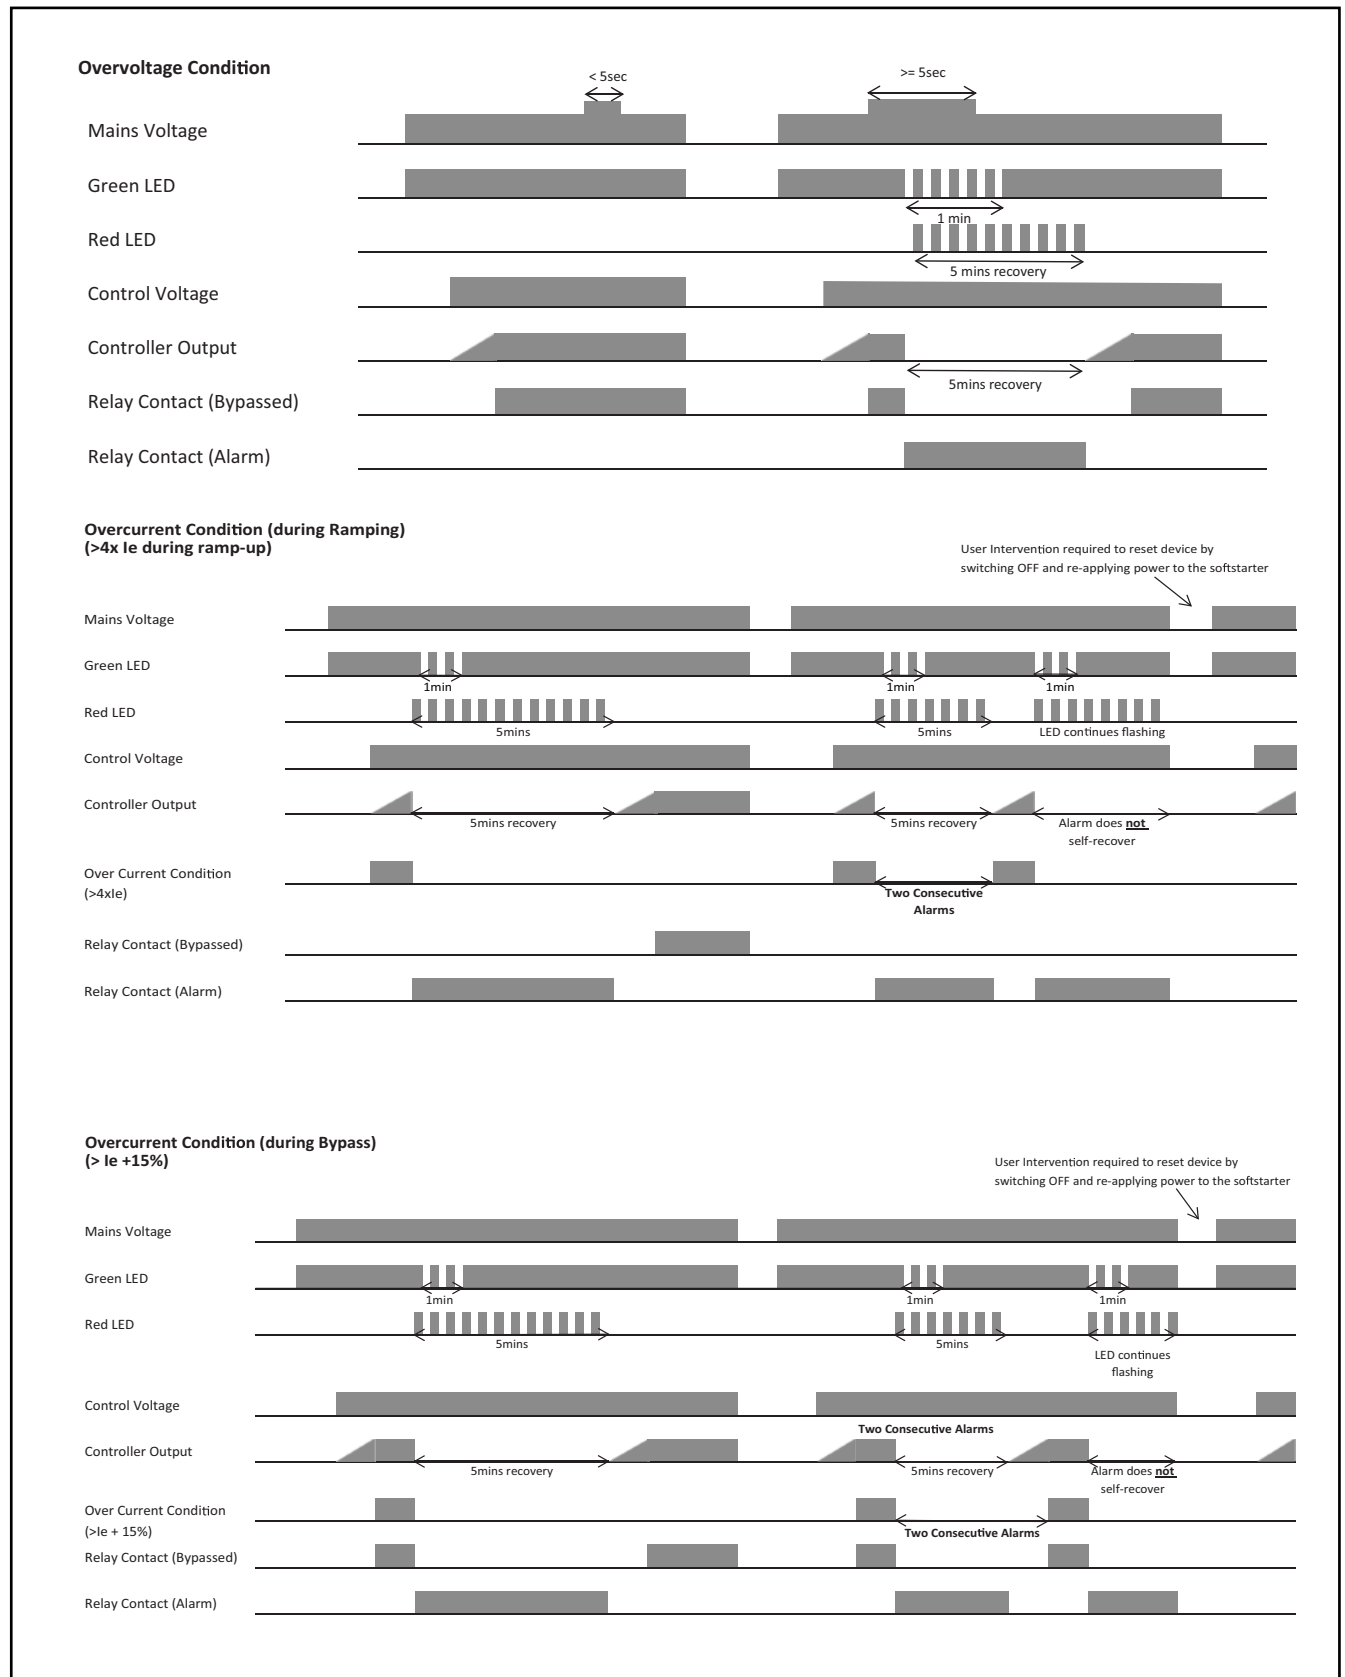 Overvoltage Condition
< 5sec
>= 5sec
Mains Voltage
Green LED
1 min
Red LED
5 mins recovery
Control Voltage
Controller Output
5mins recovery
Relay Contact (Bypassed)
Relay Contact (Alarm)
Overcurrent Condition (during Ramping)
(>4x Ie during ramp-up)
User Intervention required to reset device by
switching OFF and re-applying power to the softstarter
Mains Voltage
Green LED
1min
1min
1min
Red LED
5mins
5mins
LED continues flashing
Control Voltage
Controller Output
5mins recovery
5mins recovery
Alarm does not
self-recover
Over Current Condition
(>4xIe)
Two Consecutive
Alarms
Relay Contact (Bypassed)
Relay Contact (Alarm)
Overcurrent Condition (during Bypass)
(> Ie +15%)
User Intervention required to reset device by
switching OFF and re-applying power to the softstarter
Mains Voltage
Green LED
1min
1min
1min
Red LED
5mins
5mins
LED continues
flashing
Control Voltage
Two Consecutive Alarms
Controller Output
5mins recovery
5mins recovery
Alarm does not
self-recover
Over Current Condition
(>Ie + 15%)
Two Consecutive Alarms
Relay Contact (Bypassed)
Relay Contact (Alarm)